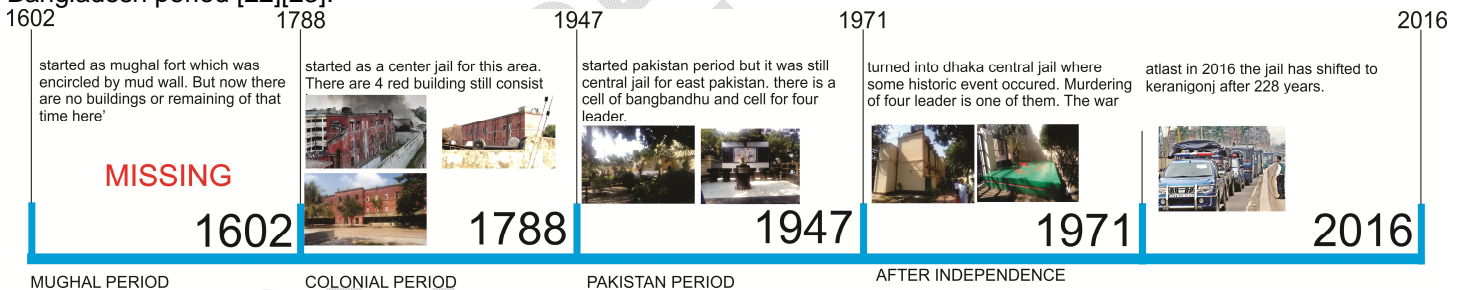 Bangladesh period [22][23].
1602
1788
1947
1971
2016
started as mughal fort which was
encircled by mud wall. But now there
are no buildings or remaining of that
time here'
MISSING
1602
started as a center jail for this area.
There are 4 red building still consist
1788
started pakistan period but it was still
central jail for east pakistan. there is a
cell of bangbandhu and cell for four
leader.
1947
turned into dhaka central jail where
some historic event occured. Murdering
of four leader is one of them. The war
1971
atlast in 2016 the jail has shifted to
keranigonj after 228 years.
2016
MUGHAL PERIOD
COLONIAL PERIOD
PAKISTAN PERIOD
AFTER INDEPENDENCE